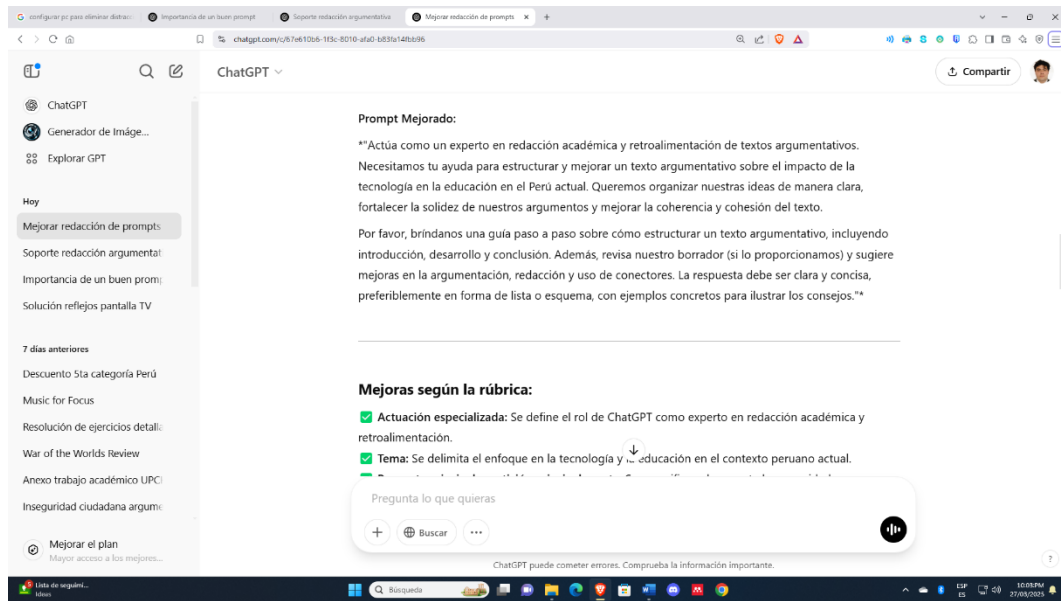 configurar pc para eliminar distracc
Importancia de un buen prompt
Soporte redacción argumentativa
Mejorar redacción de prompts
chatgpt.com/c/67e610b6-1f3c-8010-afa0-b83fa14fbb96
ChatGPT
Compartir
ChatGPT
Generador de Imáge...
Explorar GPT
Hoy
Mejorar redacción de prompts
Soporte redacción argumentat
Importancia de un buen promp
Solución reflejos pantalla TV
7 días anteriores
Descuento 5ta categoría Perú
Music for Focus
Resolución de ejercicios detalla
War of the Worlds Review
Anexo trabajo académico UPC
Inseguridad ciudadana argume
Mejorar el plan
Mayor acceso a los mejores...
Prompt Mejorado:
*"Actúa como un experto en redacción académica y retroalimentación de textos argumentativos.
Necesitamos tu ayuda para estructurar y mejorar un texto argumentativo sobre el impacto de la
tecnología en la educación en el Perú actual. Queremos organizar nuestras ideas de manera clara,
fortalecer la solidez de nuestros argumentos y mejorar la coherencia y cohesión del texto.
Por favor, bríndanos una guía paso a paso sobre cómo estructurar un texto argumentativo, incluyendo
introducción, desarrollo y conclusión. Además, revisa nuestro borrador (si lo proporcionamos) y sugiere
mejoras en la argumentación, redacción y uso de conectores. La respuesta debe ser clara y concisa,
preferiblemente en forma de lista o esquema, con ejemplos concretos para ilustrar los consejos."*
Mejoras según la rúbrica:
Actuación especializada: Se define el rol de ChatGPT como experto en redacción académica y
retroalimentación.
Tema: Se delimita el enfoque en la tecnología y la educación en el contexto peruano actual.
Pregunta lo que quieras
Buscar
ChatGPT puede cometer errores. Comprueba la información importante.
?
Lista de seguimi...
Ideas
Búsqueda
ESP
ES
10:03PM
27/03/2025